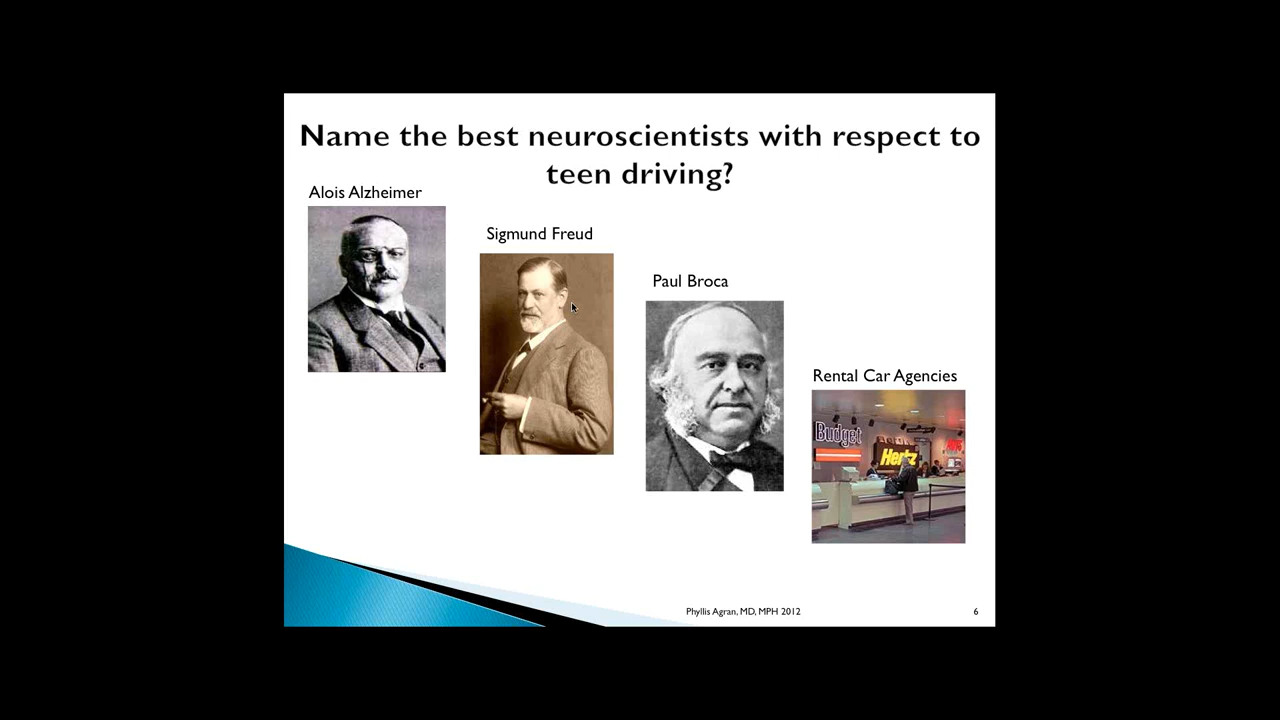 Name the best neuroscientists with respect to
teen driving?
Alois Alzheimer
Sigmund Freud
Paul Broca
Rental Car Agencies
Budget
Hertz
Phyllis Agran, MD, MPH 2012
6